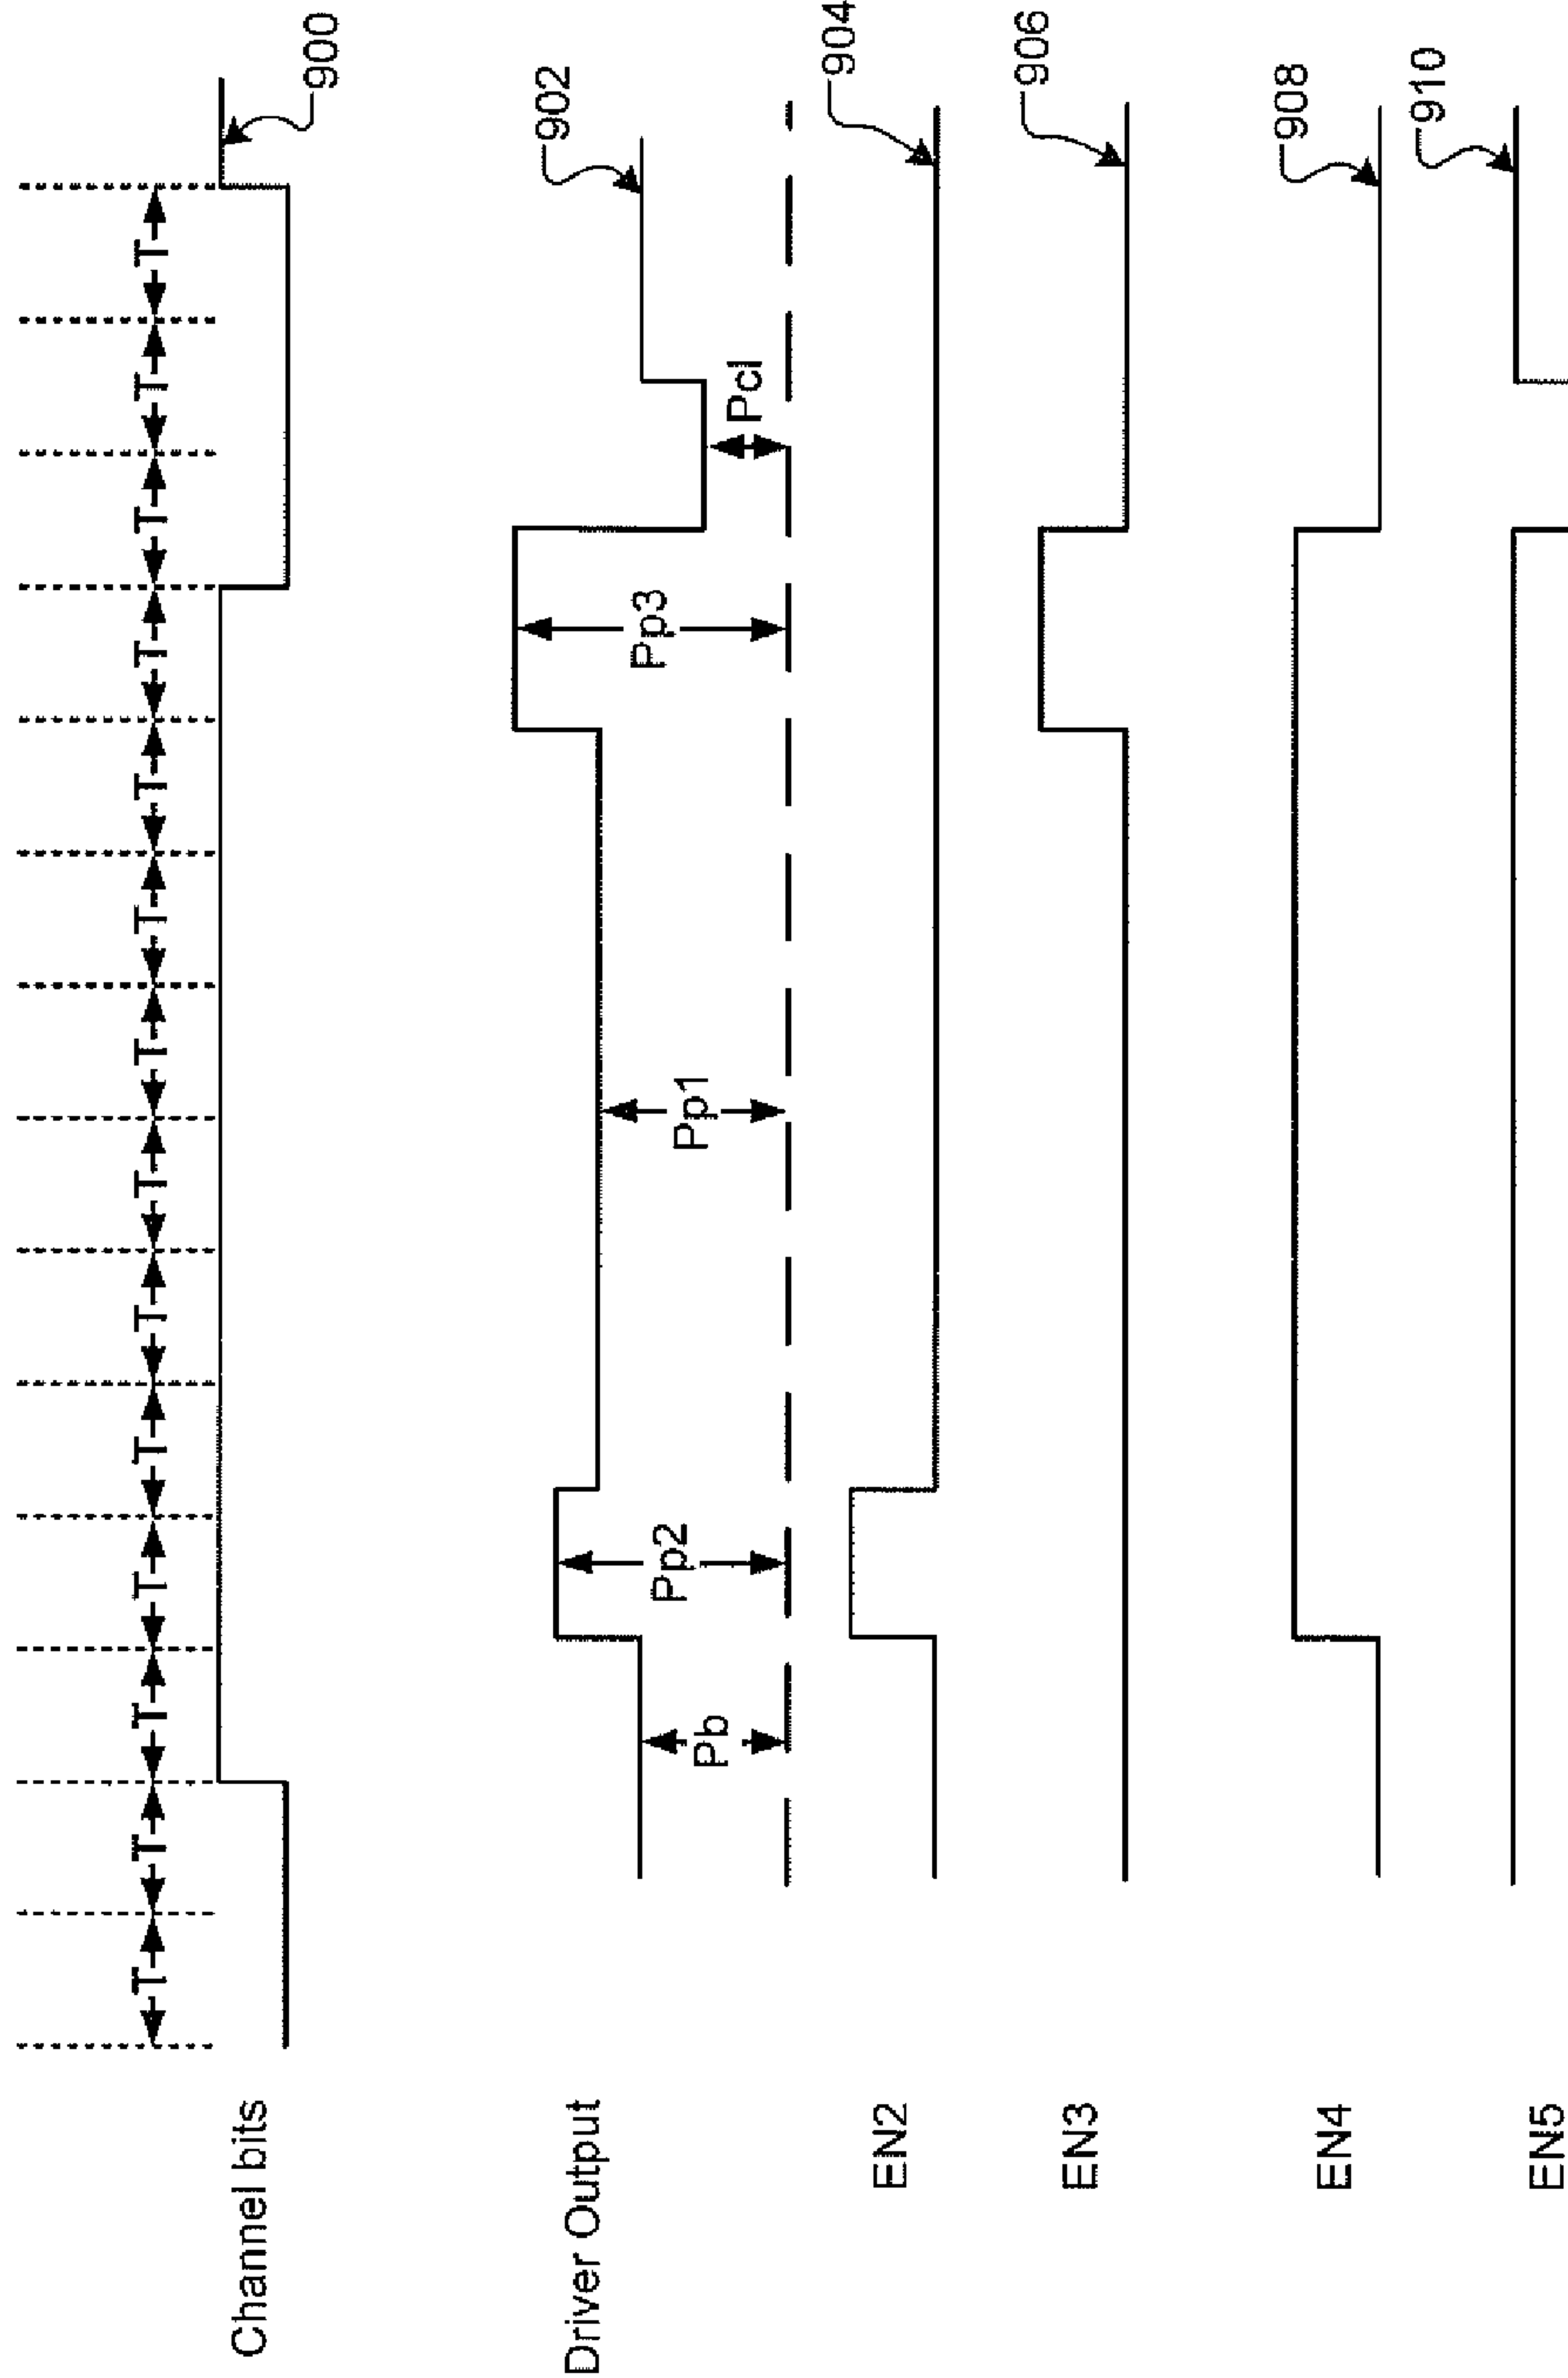 T T T T T T T T T T T T T T
Channel bits
900
Driver Output
902
Pb
Pp2
Pp1
Pp3
Pcl
EN2
904
EN3
906
EN4
908
EN5
910